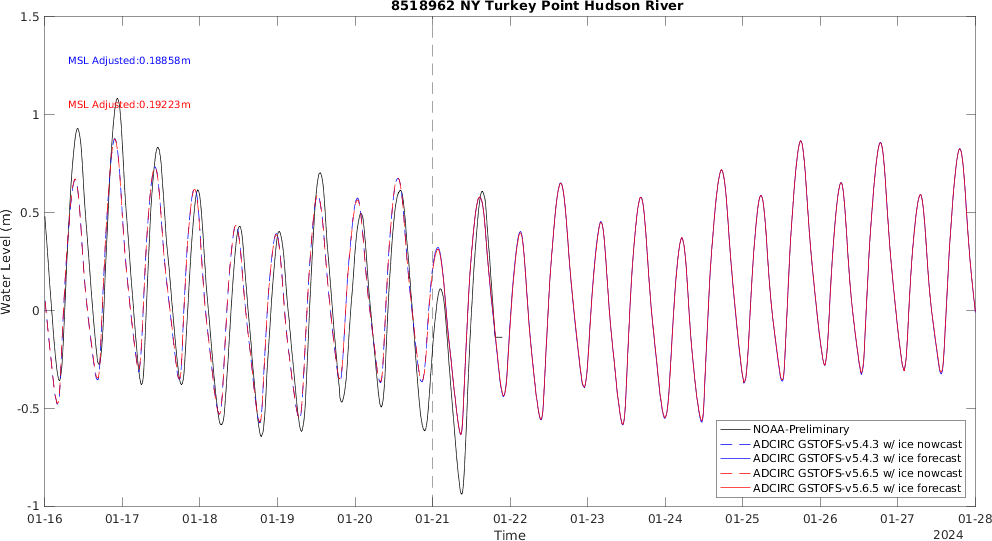 8518962 NY Turkey Point Hudson River
1.5
MSL Adjusted:0.18858m
MSL Adjusted:0.19223m
1
0.5
0
-0.5
-1
Water Level (m)
NOAA-Preliminary
ADCIRC GSTOFS-v5.4.3 w/ ice nowcast
ADCIRC GSTOFS-v5.4.3 w/ ice forecast
ADCIRC GSTOFS-v5.6.5 w/ ice nowcast
ADCIRC GSTOFS-v5.6.5 w/ ice forecast
01-16 01-17 01-18 01-19 01-20 01-21 01-22 01-23 01-24 01-25 01-26 01-27 01-28
Time
2024